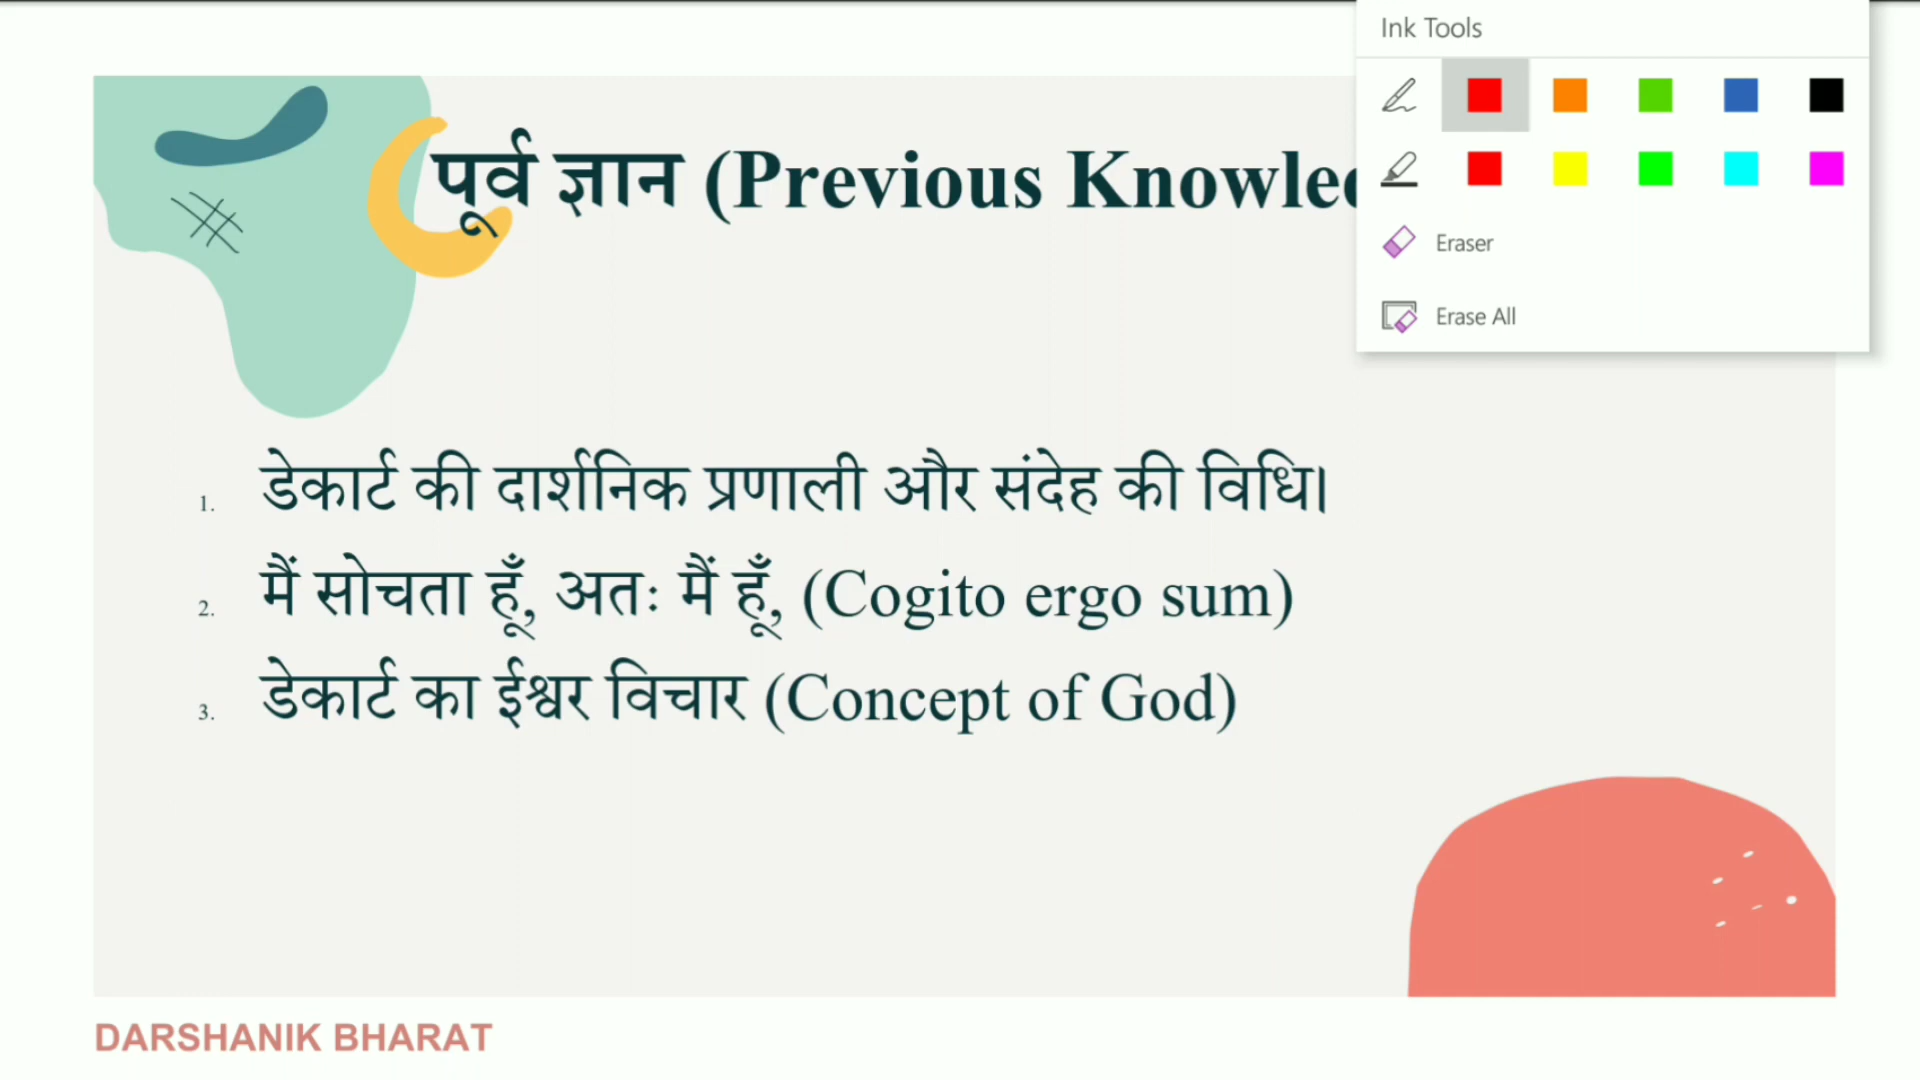 Ink Tools
पूर्व ज्ञान (Previous
Eraser
Erase All
1. डेकार्ट की दार्शनिक प्रणाली और संदेह की विधि।
2. मैं सोचता हूँ, अतः मैं हूँ, (Cogito ergo sum)
3. डेकार्ट का ईश्वर विचार (Concept of God)
DARSHANIK BHARAT